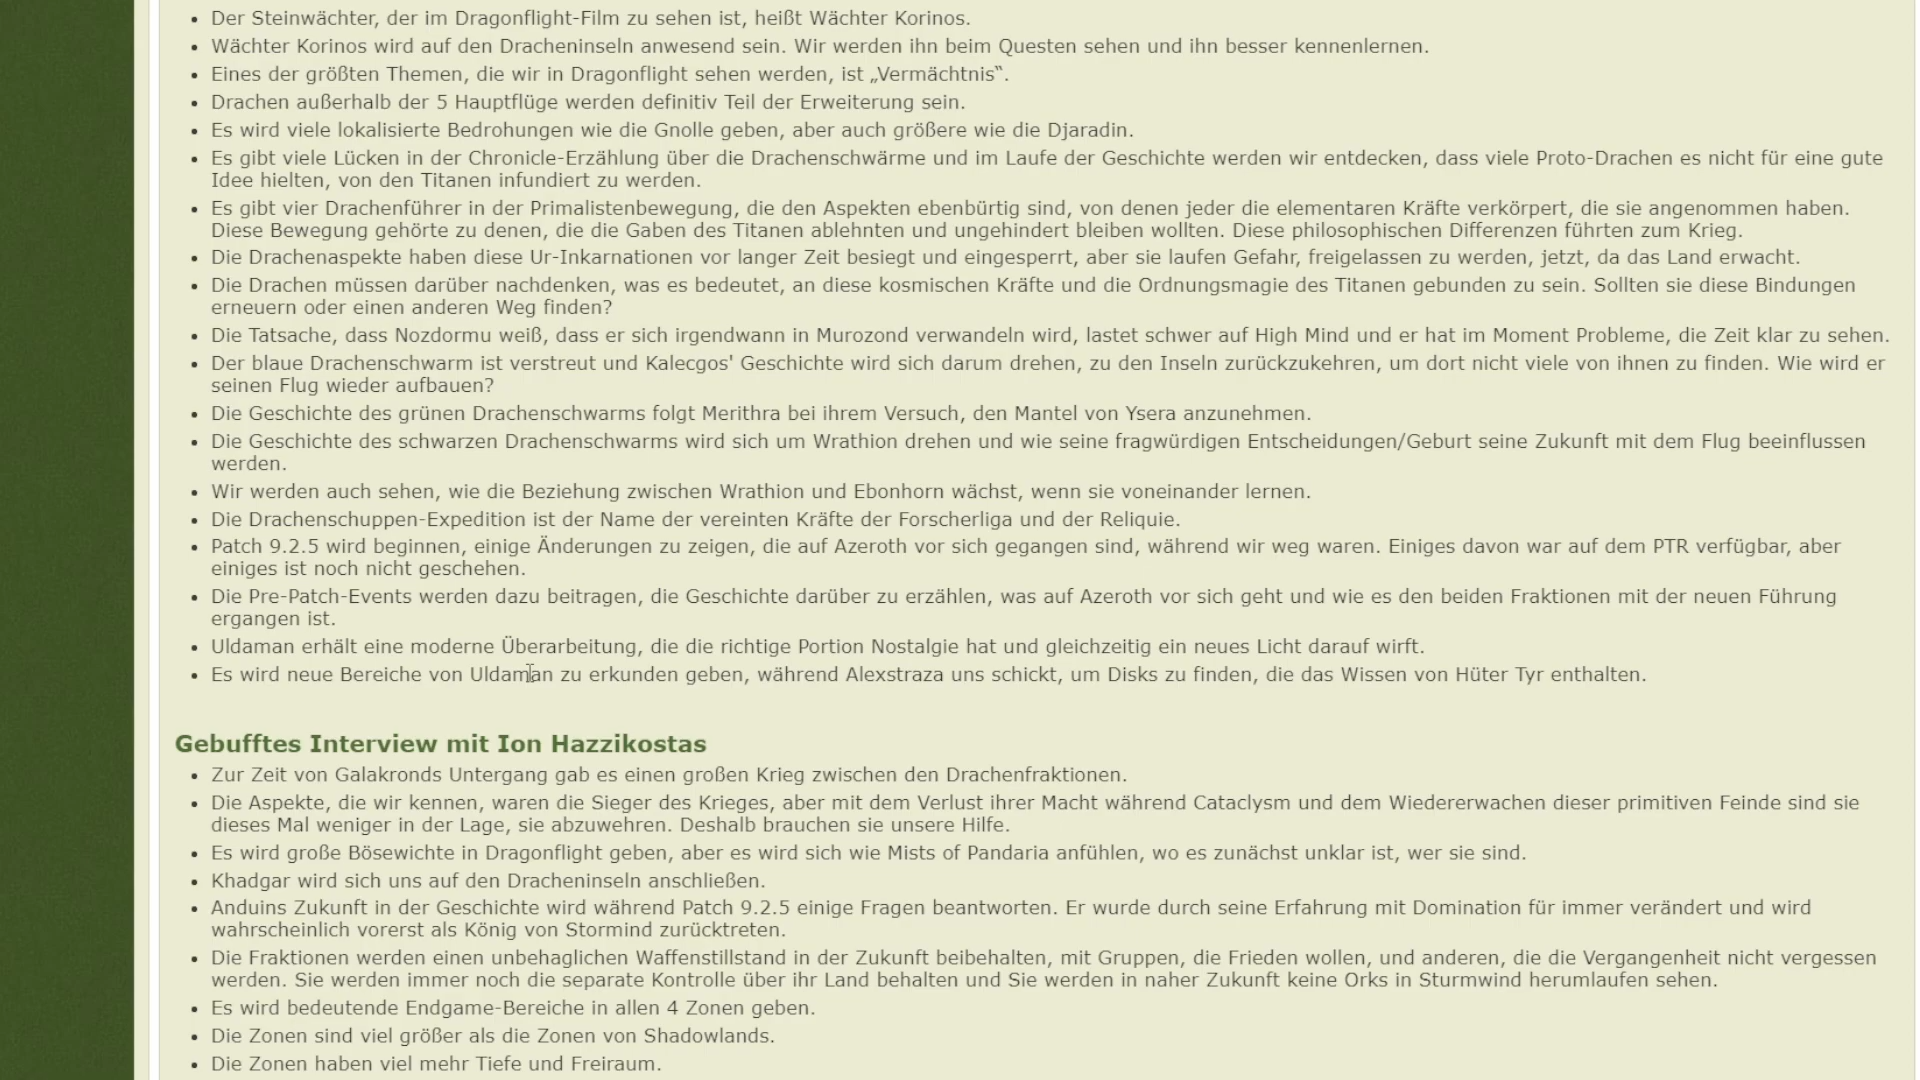 Der Steinwächter, der im Dragonflight-Film zu sehen ist, heißt Wächter Korinos.
Wächter Korinos wird auf den Dracheninseln anwesend sein. Wir werden ihn beim Questen sehen und ihn besser kennenlernen.
Eines der größten Themen, die wir in Dragonflight sehen werden, ist „Vermächtnis“.
Drachen außerhalb der 5 Hauptflüge werden definitiv Teil der Erweiterung sein.
Es wird viele lokalisierte Bedrohungen wie die Gnolle geben, aber auch größere wie die Djaradin.
Es gibt viele Lücken in der Chronicle-Erzählung über die Drachenschwärme und im Laufe der Geschichte werden wir entdecken, dass viele Proto-Drachen es nicht für eine gute
Idee hielten, von den Titanen infundiert zu werden.
Es gibt vier Drachenführer in der Primalistenbewegung, die den Aspekten ebenbürtig sind, von denen jeder die elementaren Kräfte verkörpert, die sie angenommen haben.
Diese Bewegung gehörte zu denen, die die Gaben des Titanen ablehnten und ungehindert bleiben wollten. Diese philosophischen Differenzen führten zum Krieg.
Die Drachenaspekte haben diese Ur-Inkarnationen vor langer Zeit besiegt und eingesperrt, aber sie laufen Gefahr, freigelassen zu werden, jetzt, da das Land erwacht.
Die Drachen müssen darüber nachdenken, was es bedeutet, an diese kosmischen Kräfte und die Ordnungsmagie des Titanen gebunden zu sein. Sollten sie diese Bindungen
erneuern oder einen anderen Weg finden?
Die Tatsache, dass Nozdormu weiß, dass er sich irgendwann in Murozond verwandeln wird, lastet schwer auf High Mind und er hat im Moment Probleme, die Zeit klar zu sehen.
Der blaue Drachenschwarm ist verstreut und Kalecgos' Geschichte wird sich darum drehen, zu den Inseln zurückzukehren, um dort nicht viele von ihnen zu finden. Wie wird er
seinen Flug wieder aufbauen?
Die Geschichte des grünen Drachenschwarms folgt Merithra bei ihrem Versuch, den Mantel von Ysera anzunehmen.
Die Geschichte des schwarzen Drachenschwarms wird sich um Wrathion drehen und wie seine fragwürdigen Entscheidungen/Geburt seine Zukunft mit dem Flug beeinflussen
werden.
Wir werden auch sehen, wie die Beziehung zwischen Wrathion und Ebonhorn wächst, wenn sie voneinander lernen.
Die Drachenschuppen-Expedition ist der Name der vereinten Kräfte der Forscherliga und der Reliquie.
Patch 9.2.5 wird beginnen, einige Änderungen zu zeigen, die auf Azeroth vor sich gegangen sind, während wir weg waren. Einiges davon war auf dem PTR verfügbar, aber
einiges ist noch nicht geschehen.
Die Pre-Patch-Events werden dazu beitragen, die Geschichte darüber zu erzählen, was auf Azeroth vor sich geht und wie es den beiden Fraktionen mit der neuen Führung
ergangen ist.
Uldaman erhält eine moderne Überarbeitung, die die richtige Portion Nostalgie hat und gleichzeitig ein neues Licht darauf wirft.
Es wird neue Bereiche von Uldaman zu erkunden geben, während Alexstraza uns schickt, um Disks zu finden, die das Wissen von Hüter Tyr enthalten.
Gebufftes Interview mit Ion Hazzikostas
Zur Zeit von Galakronds Untergang gab es einen großen Krieg zwischen den Drachenfraktionen.
Die Aspekte, die wir kennen, waren die Sieger des Krieges, aber mit dem Verlust ihrer Macht während Cataclysm und dem Wiedererwachen dieser primitiven Feinde sind sie
dieses Mal weniger in der Lage, sie abzuwehren. Deshalb brauchen sie unsere Hilfe.
Es wird große Bösewichte in Dragonflight geben, aber es wird sich wie Mists of Pandaria anfühlen, wo es zunächst unklar ist, wer sie sind.
Khadgar wird sich uns auf den Dracheninseln anschließen.
Anduins Zukunft in der Geschichte wird während Patch 9.2.5 einige Fragen beantworten. Er wurde durch seine Erfahrung mit Domination für immer verändert und wird
wahrscheinlich vorerst als König von Stormind zurücktreten.
Die Fraktionen werden einen unbehaglichen Waffenstillstand in der Zukunft beibehalten, mit Gruppen, die Frieden wollen, und anderen, die die Vergangenheit nicht vergessen
werden. Sie werden immer noch die separate Kontrolle über ihr Land behalten und Sie werden in naher Zukunft keine Orks in Sturmwind herumlaufen sehen.
Es wird bedeutende Endgame-Bereiche in allen 4 Zonen geben.
Die Zonen sind viel größer als die Zonen von Shadowlands.
Die Zonen haben viel mehr Tiefe und Freiraum.